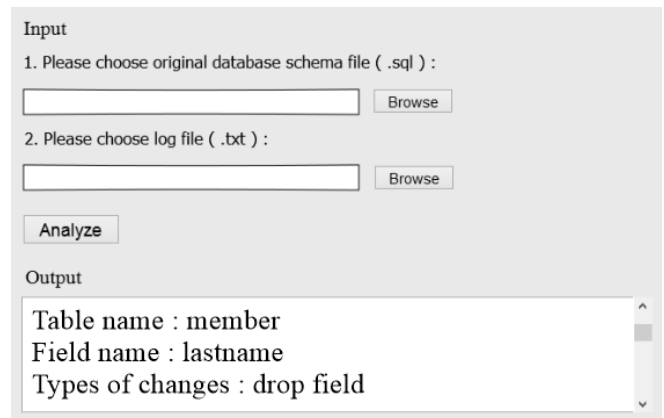 Input
1. Please choose original database schema file ( .sql ) :
Browse
2. Please choose log file ( .txt ) :
Browse
Analyze
Output
Table name : member
Field name : lastname
Types of changes : drop field